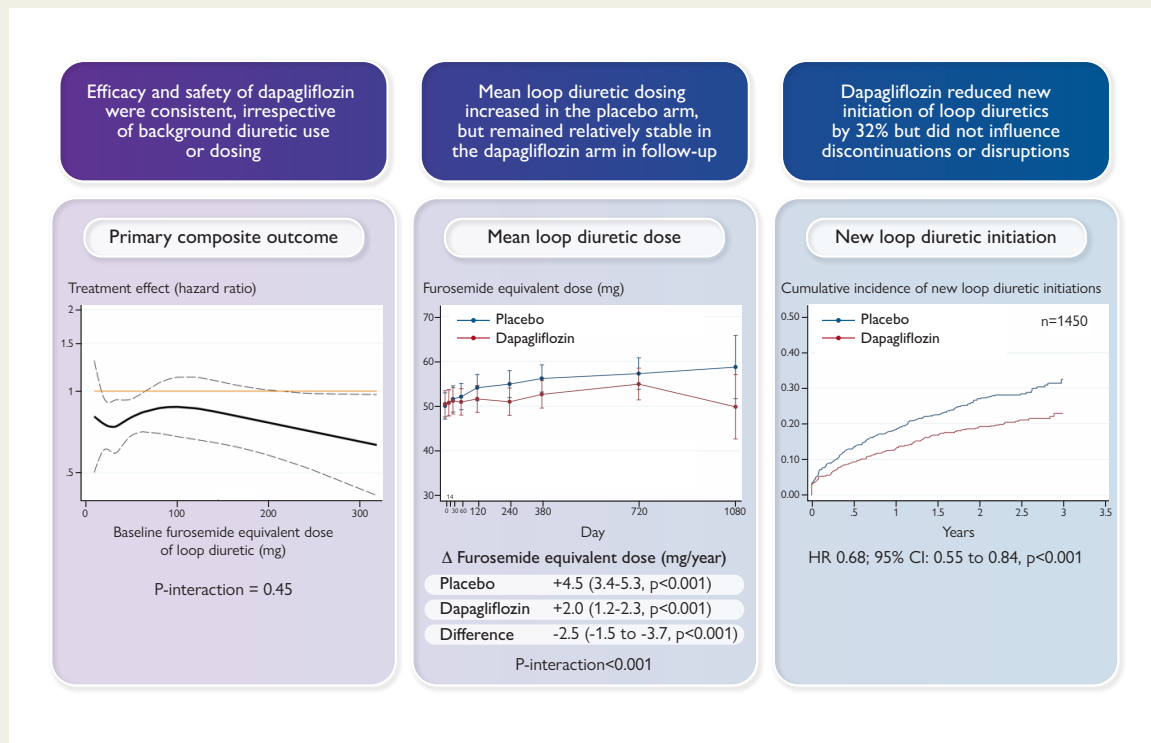 Efficacy and safety of dapagliflozin
were consistent, irrespective
of background diuretic use
or dosing
Mean loop diuretic dosing
increased in the placebo arm,
but remained relatively stable in
the dapagliflozin arm in follow-up
Dapagliflozin reduced new
initiation of loop diuretics
by 32% but did not influence
discontinuations or disruptions
Primary composite outcome
Treatment effect (hazard ratio)
2
1.5
1
.5
0 100 200 300
Baseline furosemide equivalent dose
of loop diuretic (mg)
P-interaction = 0.45
Mean loop diuretic dose
Furosemide equivalent dose (mg)
70
60
50
40
30
Placebo
Dapagliflozin
14
0 30 60 120 240 380 720 1080
Day
Δ Furosemide equivalent dose (mg/year)
Placebo +4.5 (3.4-5.3, p<0.001)
Dapagliflozin +2.0 (1.2-2.3, p<0.001)
Difference -2.5 (-1.5 to -3.7, p<0.001)
P-interaction<0.001
New loop diuretic initiation
Cumulative incidence of new loop diuretic initiations
0.50
0.40
0.30
0.20
0.10
0.00
Placebo
Dapagliflozin
n=1450
0 .5 1 1.5 2 2.5 3 3.5
Years
HR 0.68; 95% CI: 0.55 to 0.84, p<0.001